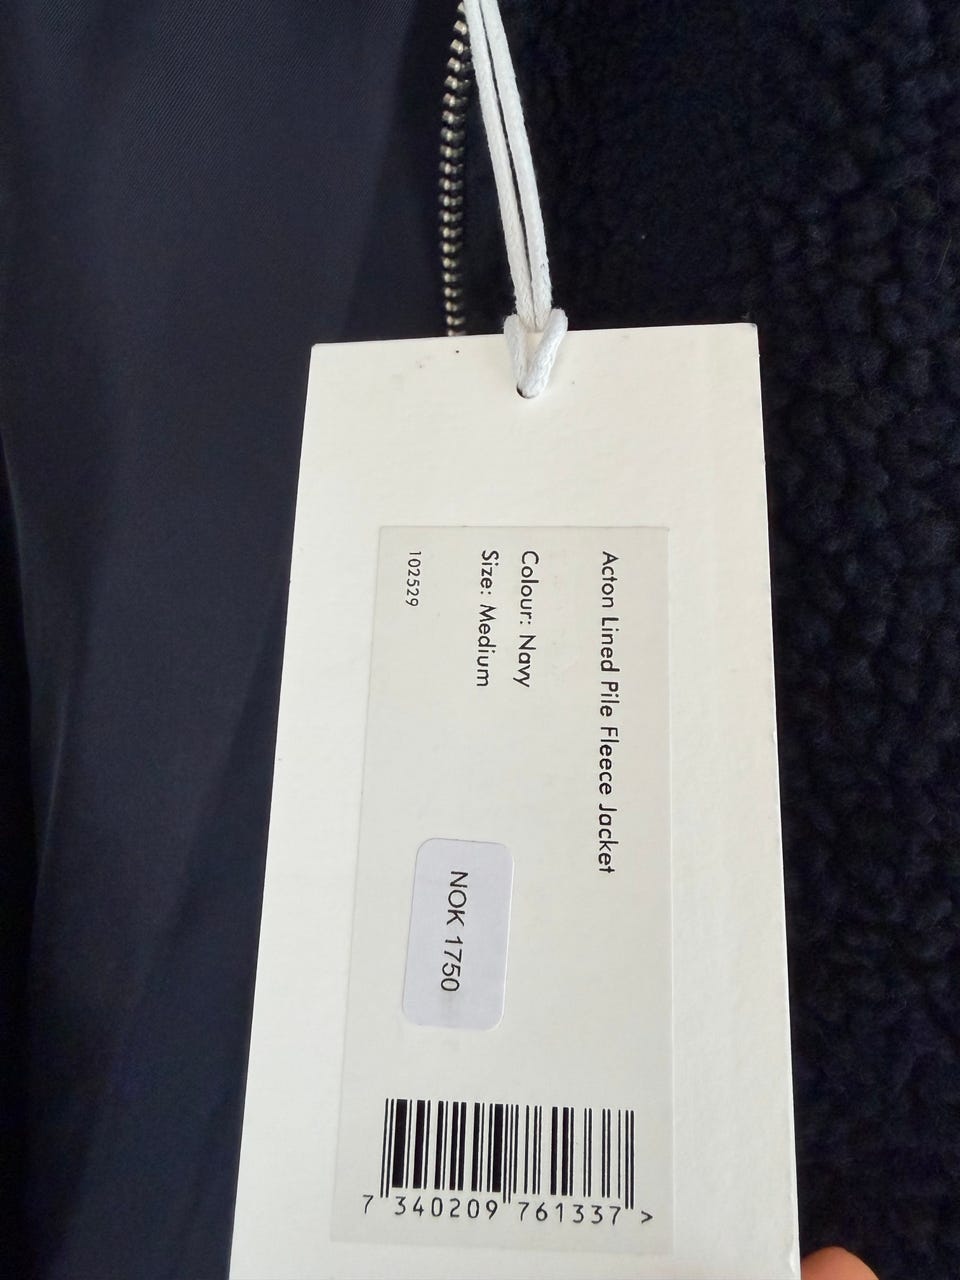 Acton Lined Pile Fleece Jacket
Colour: Navy
Size: Medium
102529
NOK 1750
7 340209 761337 >